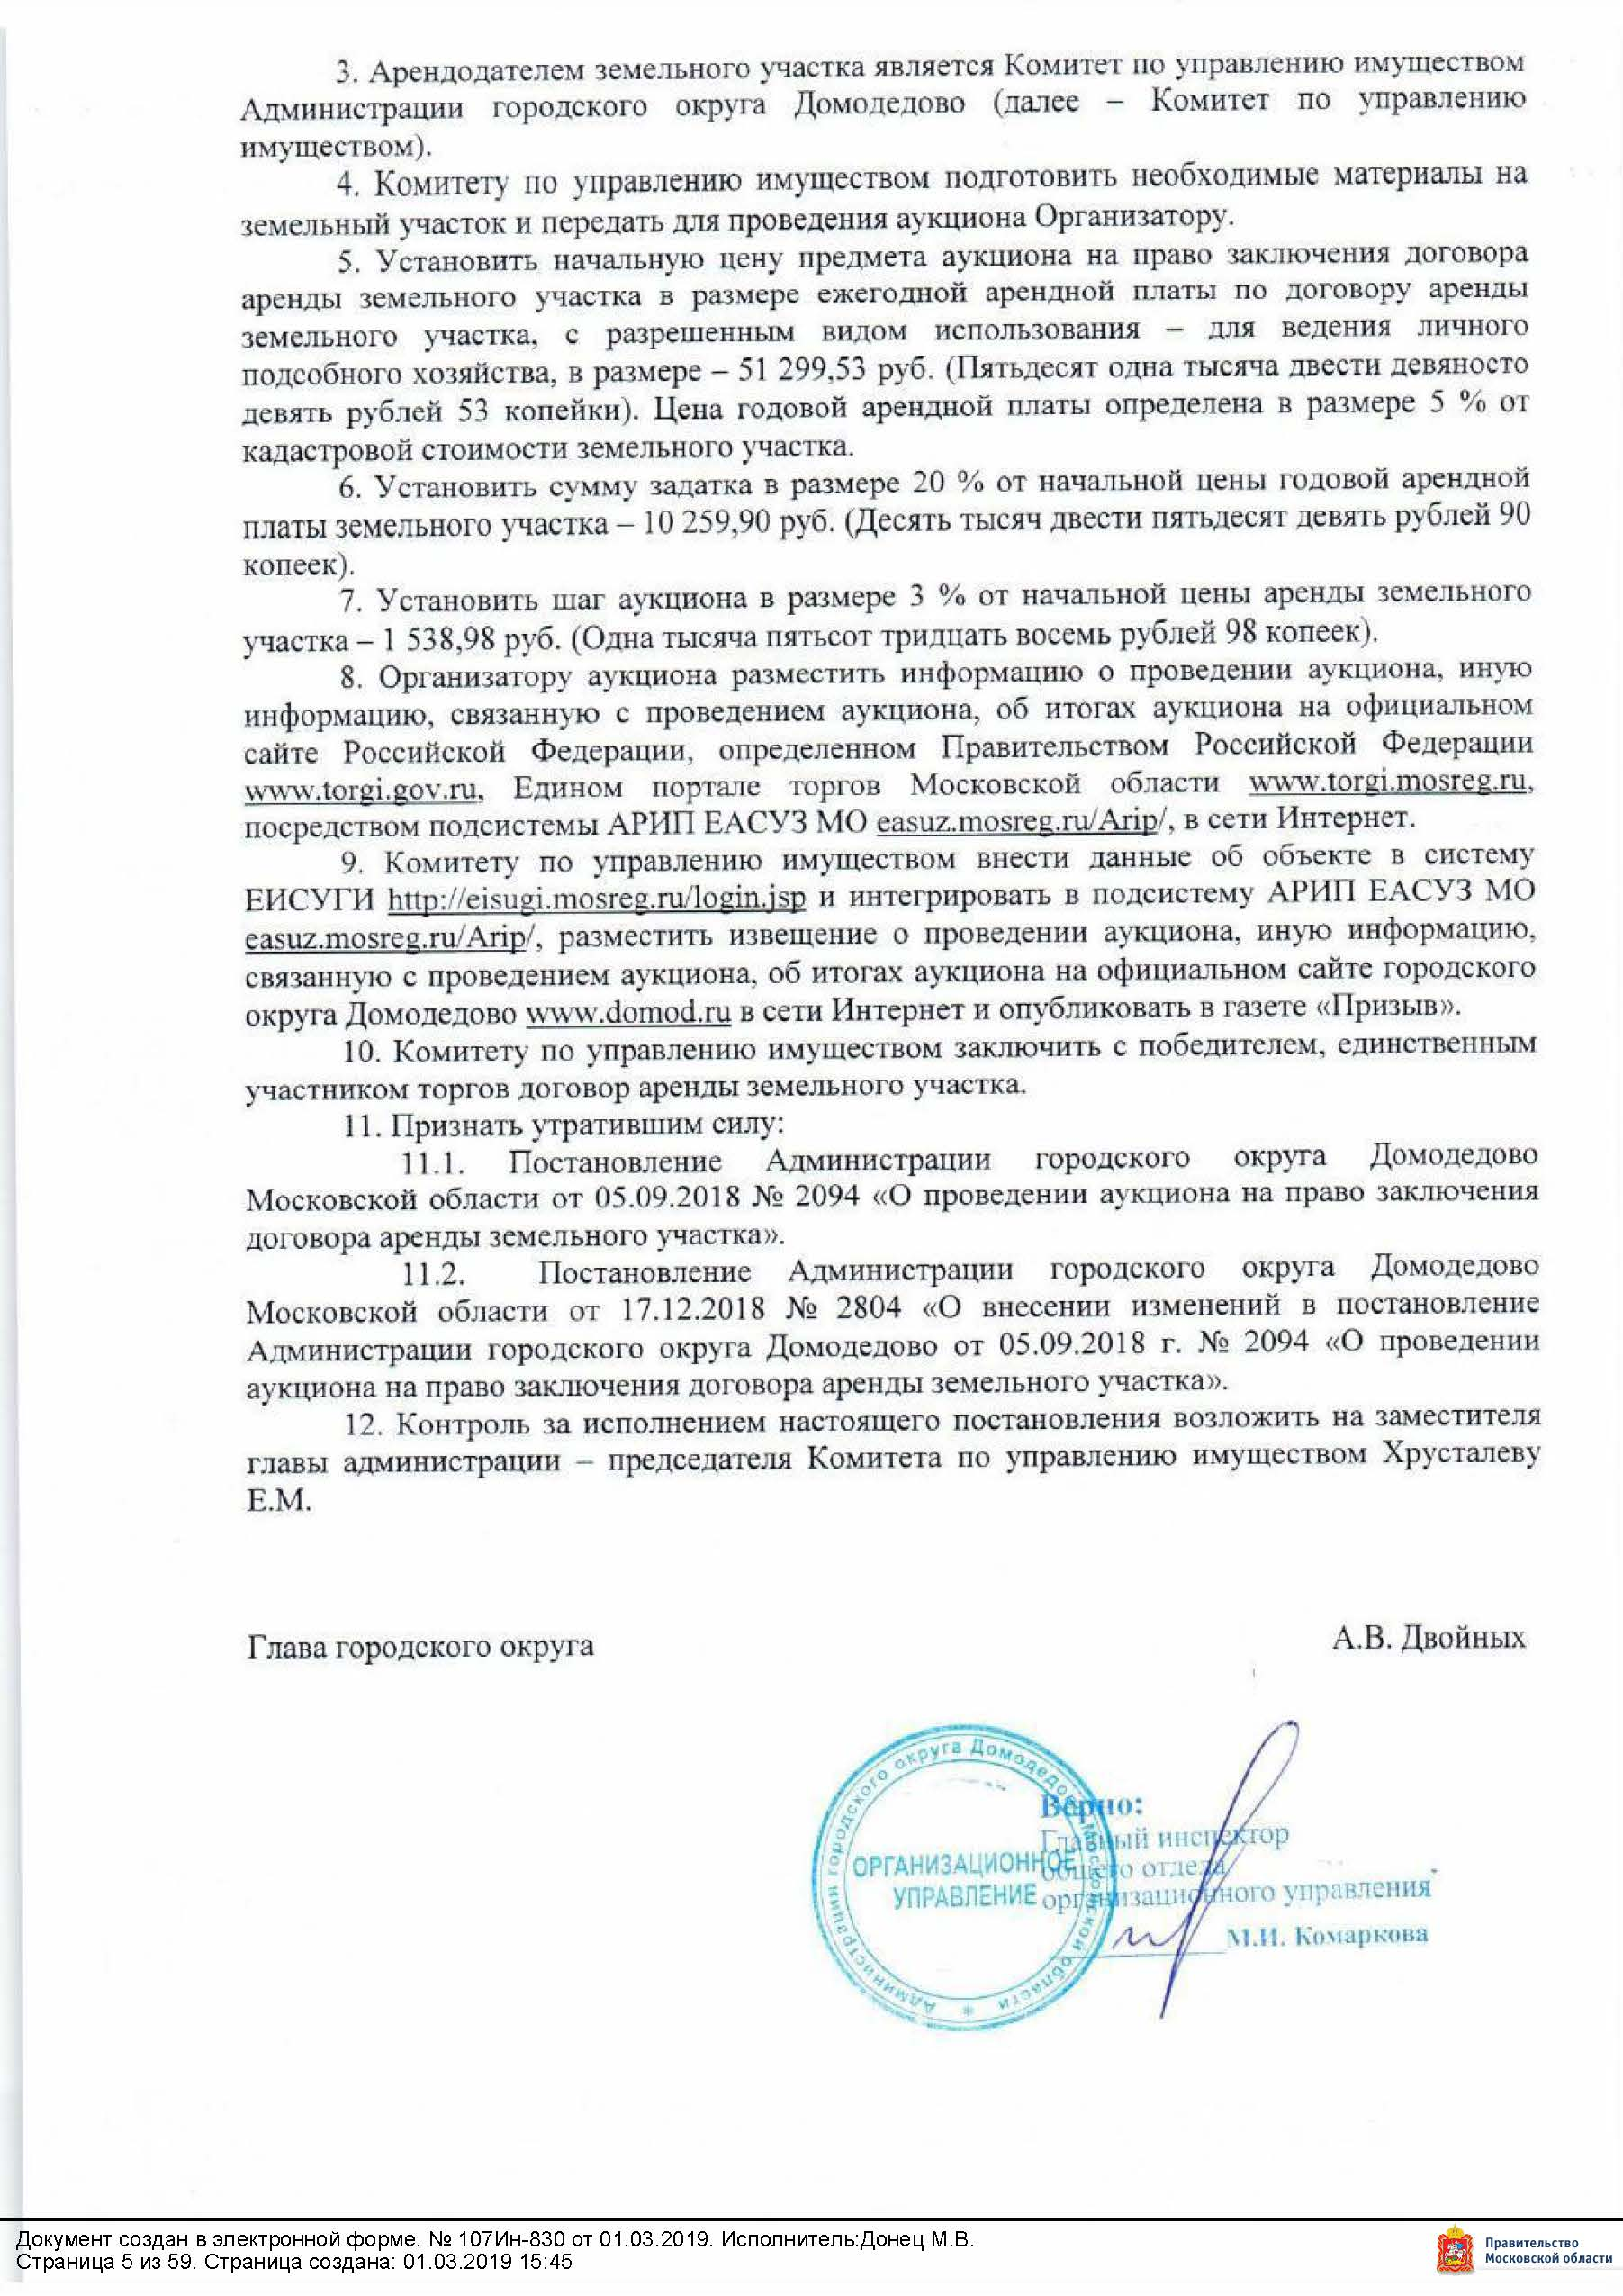 3. Арендодателем земельного участка является Комитет по управлению имуществом
Администрации городского округа Домодедово (далее – Комитет по управлению
имуществом).
4. Комитету по управлению имуществом подготовить необходимые материалы на
земельный участок и передать для проведения аукциона Организатору.
5. Установить начальную цену предмета аукциона на право заключения договора
аренды земельного участка в размере ежегодной арендной платы по договору аренды
земельного участка, с разрешенным видом использования – для ведения личного
подсобного хозяйства, в размере – 51 299,53 руб. (Пятьдесят одна тысяча двести девяносто
девять рублей 53 копейки). Цена годовой арендной платы определена в размере 5 % от
кадастровой стоимости земельного участка.
6. Установить сумму задатка в размере 20 % от начальной цены годовой арендной
платы земельного участка – 10 259,90 руб. (Десять тысяч двести пятьдесят девять рублей 90
копеек).
7. Установить шаг аукциона в размере 3 % от начальной цены аренды земельного
участка – 1 538,98 руб. (Одна тысяча пятьсот тридцать восемь рублей 98 копеек).
8. Организатору аукциона разместить информацию о проведении аукциона, иную
информацию, связанную с проведением аукциона, об итогах аукциона на официальном
сайте Российской Федерации, определенном Правительством Российской Федерации
www.torgi.gov.ru, Едином портале торгов Московской области www.torgi.mosreg.ru,
посредством подсистемы АРИП ЕАСУЗ МО easuz.mosreg.ru/Arip/, в сети Интернет.
9. Комитету по управлению имуществом внести данные об объекте в систему
ЕИСУГИ http://eisugi.mosreg.ru/login.jsp и интегрировать в подсистему АРИП ЕАСУЗ МО
easuz.mosreg.ru/Arip/, разместить извещение о проведении аукциона, иную информацию,
связанную с проведением аукциона, об итогах аукциона на официальном сайте городского
округа Домодедово www.domod.ru в сети Интернет и опубликовать в газете «Призыв».
10. Комитету по управлению имуществом заключить с победителем, единственным
участником торгов договор аренды земельного участка.
11. Признать утратившим силу:
11.1. Постановление Администрации городского округа Домодедово
Московской области от 05.09.2018 № 2094 «О проведении аукциона на право заключения
договора аренды земельного участка».
11.2. Постановление Администрации городского округа Домодедово
Московской области от 17.12.2018 № 2804 «О внесении изменений в постановление
Администрации городского округа Домодедово от 05.09.2018 г. № 2094 «О проведении
аукциона на право заключения договора аренды земельного участка».
12. Контроль за исполнением настоящего постановления возложить на заместителя
главы администрации – председателя Комитета по управлению имуществом Хрусталеву
Е.М.
Глава городского округа А.В. Двойных
Администрация городского округа Домодедово Московской области *
ОРГАНИЗАЦИОННОЕ
УПРАВЛЕНИЕ
Верно:
Главный инспектор
общего отдела
организационного управления
М.И. Комаркова
Документ создан в электронной форме. № 107Ин-830 от 01.03.2019. Исполнитель:Донец М.В.
Страница 5 из 59. Страница создана: 01.03.2019 15:45
Правительство
Московской области